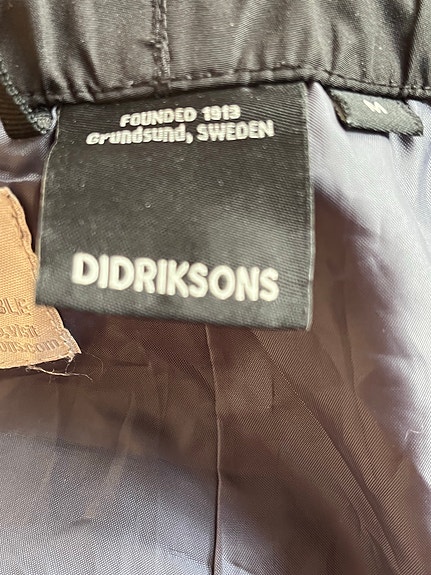 FOUNDED 1913
Grundsund, SWEDEN
DIDRIKSONS
M